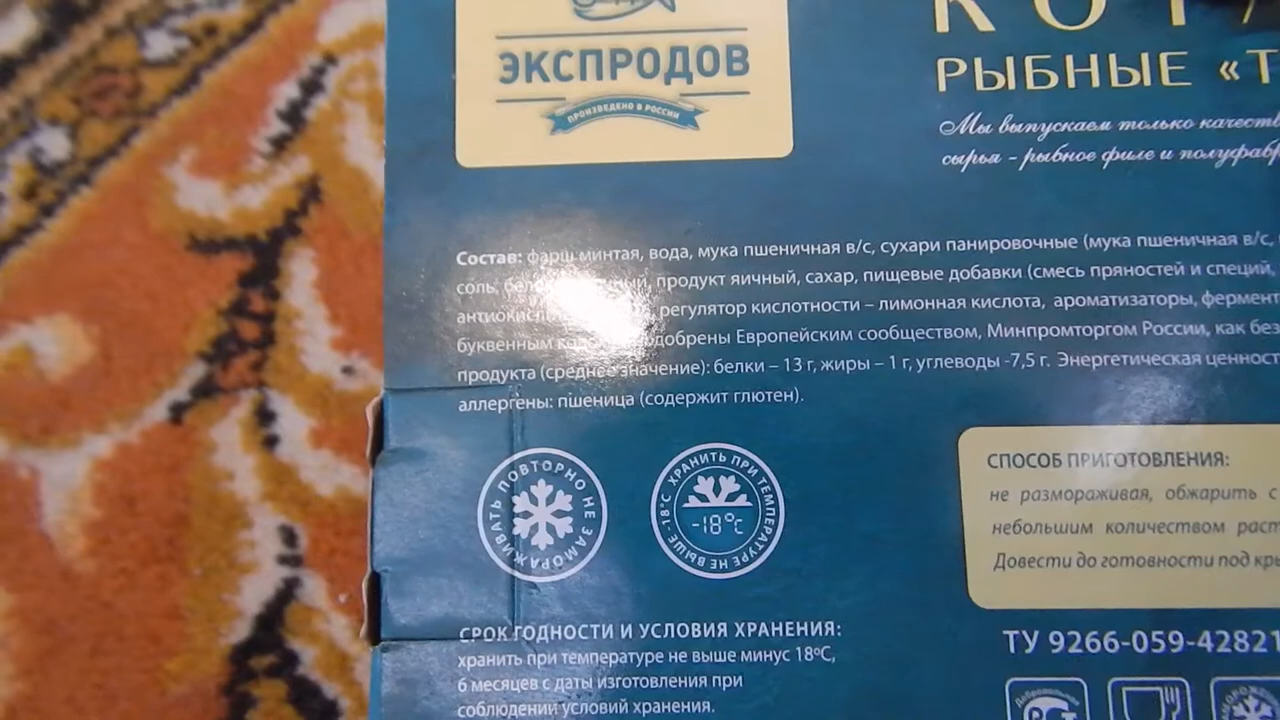 ЭКСПРОДОВ
ПРОИЗВЕДЕНО В РОССИИ
РЫБНЫЕ «Т
Мы выпускаем только качеств
сырья – рыбное филе и полуфабр
Состав: фарш минтая, вода, мука пшеничная в/с, сухари панировочные (мука пшеничная в/с,
соль, продукт яичный, сахар, пищевые добавки (смесь пряностей и специй,
регулятор кислотности – лимонная кислота, ароматизаторы, фермент
буквенным одобрены Европейским сообществом, Минпромторгом России, как без
продукта (среднее значение): белки – 13 г, жиры – 1 г, углеводы -7,5 г. Энергетическая ценност
аллергены: пшеница (содержит глютен).
ПОВТОРНО НЕ ЗАМОРАЖИВАТЬ
ХРАНИТЬ ПРИ ТЕМПЕРАТУРЕ НЕ ВЫШЕ -18°С
-18°c
СПОСОБ ПРИГОТОВЛЕНИЯ:
не размораживая, обжарить с
небольшим количеством раст
Довести до готовности под кры
СРОК ГОДНОСТИ И УСЛОВИЯ ХРАНЕНИЯ:
хранить при температуре не выше минус 18ºС,
6 месяцев с даты изготовления при
соблюдении условий хранения.
ТУ 9266-059-42821